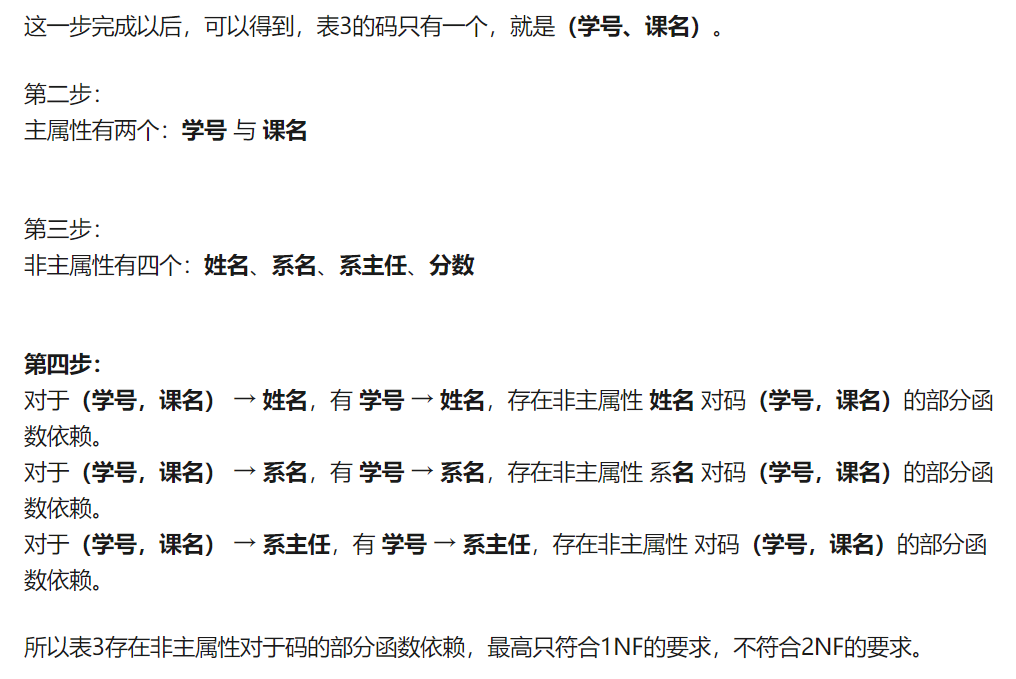 这一步完成以后，可以得到，表3的码只有一个，就是（学号、课名）。
第二步：
主属性有两个：学号 与 课名
第三步：
非主属性有四个：姓名、系名、系主任、分数
第四步：
对于（学号，课名） → 姓名，有 学号 → 姓名，存在非主属性 姓名 对码（学号，课名）的部分函
数依赖。
对于（学号，课名） → 系名，有 学号 → 系名，存在非主属性 系名 对码（学号，课名）的部分函
数依赖。
对于（学号，课名） → 系主任，有 学号 → 系主任，存在非主属性 对码（学号，课名）的部分函
数依赖。
所以表3存在非主属性对于码的部分函数依赖，最高只符合1NF的要求，不符合2NF的要求。